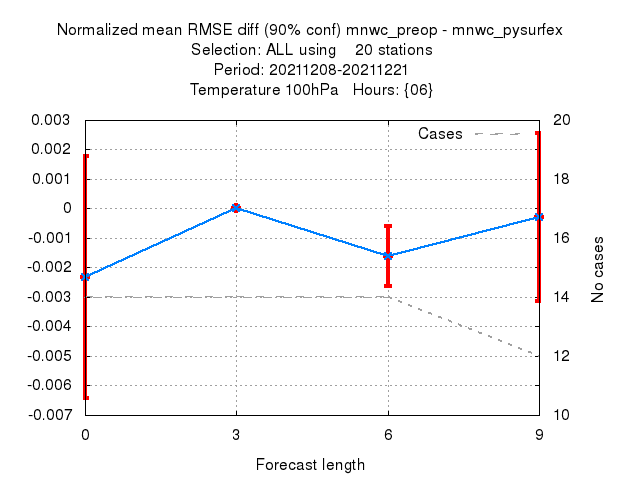 Normalized mean RMSE diff (90% conf) mnwc_preop - mnwc_pysurfex
Selection: ALL using    20 stations
Period: 20211208-20211221
Temperature 100hPa   Hours: {06}
0.003
0.002
0.001
0
-0.001
-0.002
-0.003
-0.004
-0.005
-0.006
-0.007
Cases
20
18
16
14
12
10
No cases
0 3 6 9
Forecast length